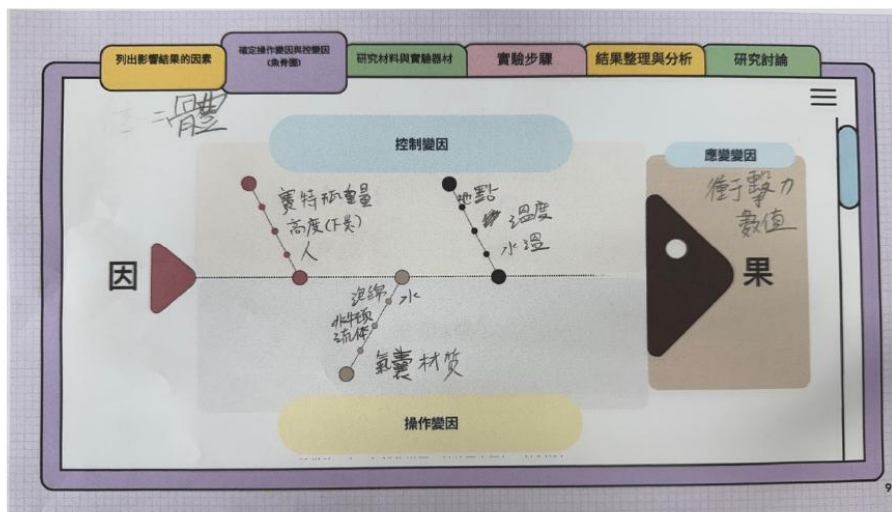 列出影響結果的因素
確定操作變因與控變因
(魚骨圖)
研究材料與實驗器材
實驗步驟
結果整理與分析
研究討論
體
控制變因
應變變因
賽特瓶重量
高度(下墜)
人
地點
溫度
水溫
衝擊力
數值
因
果
泡綿
水
非牛頓
流体
氣囊材質
操作變因
9